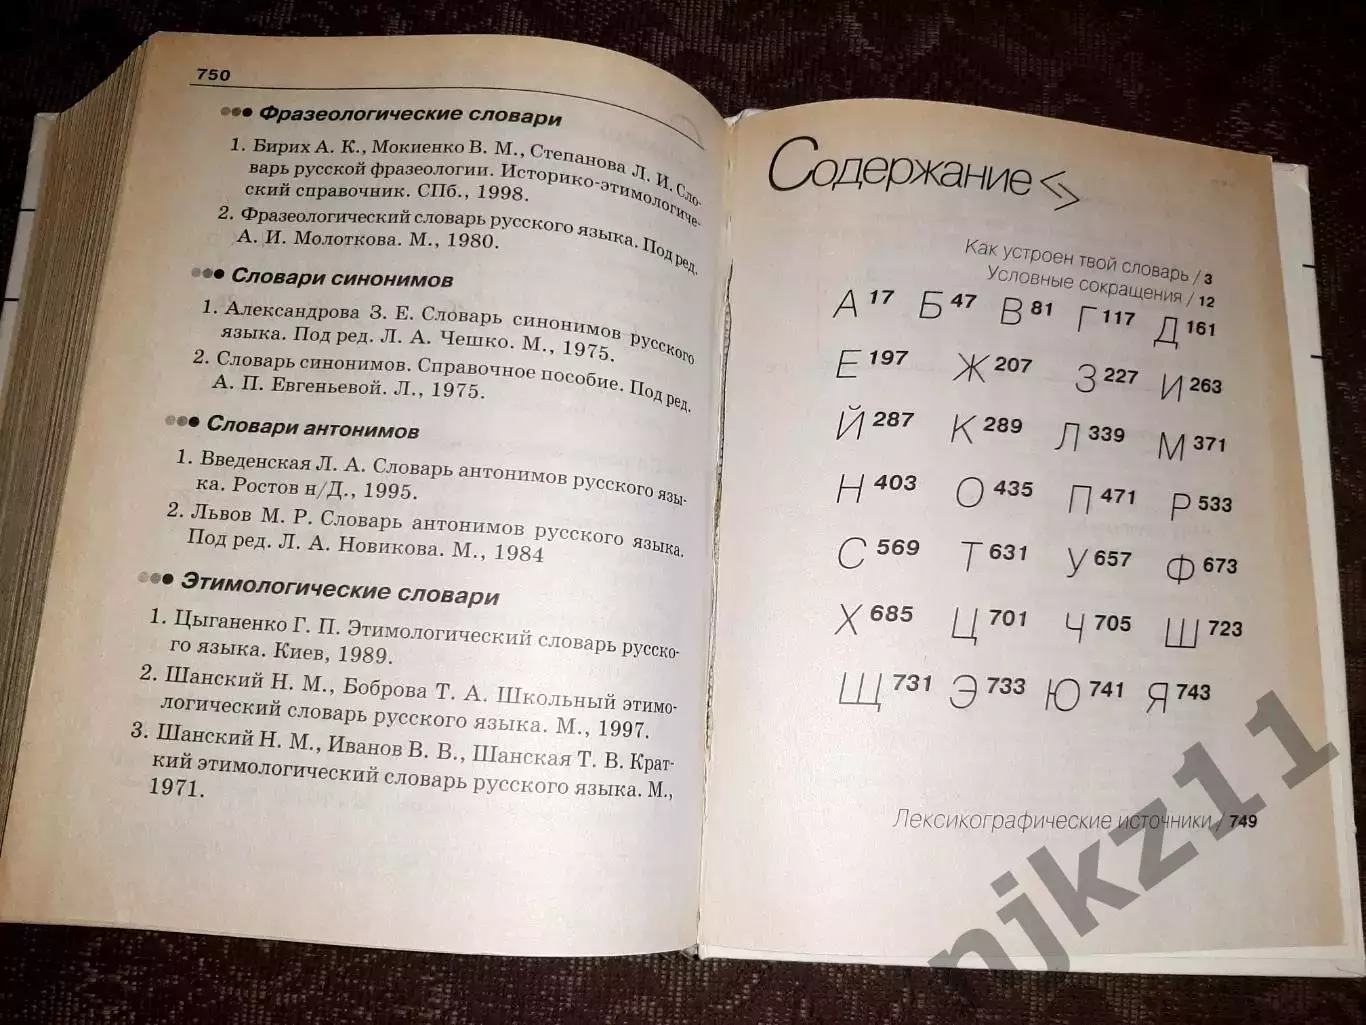 750
Фразеологические словари
1. Бирих А. К., Мокиенко В. М., Степанова Л. И. Сло-
варь русской фразеологии. Историко-этимологиче-
ский справочник. СПб., 1998.
2. Фразеологический словарь русского языка. Под ред.
А. И. Молоткова. М., 1980.
Словари синонимов
1. Александрова З. Е. Словарь синонимов русского
языка. Под ред. Л. А. Чешко. М., 1975.
2. Словарь синонимов. Справочное пособие. Под ред.
А. П. Евгеньевой. Л., 1975.
Словари антонимов
1. Введенская Л. А. Словарь антонимов русского язы-
ка. Ростов н/Д., 1995.
2. Львов М. Р. Словарь антонимов русского языка.
Под ред. Л. А. Новикова. М., 1984
Этимологические словари
1. Цыганенко Г. П. Этимологический словарь русско-
го языка. Киев, 1989.
2. Шанский Н. М., Боброва Т. А. Школьный этимо-
логический словарь русского языка. М., 1997.
3. Шанский Н. М., Иванов В. В., Шанская Т. В. Крат-
кий этимологический словарь русского языка. М.,
1971.
Содержание
Как устроен твой словарь / 3
Условные сокращения / 12
А 17 Б 47 В 81 Г 117 Д 161
Е 197 Ж 207 З 227 И 263
Й 287 К 289 Л 339 М 371
Н 403 О 435 П 471 Р 533
С 569 Т 631 У 657 Ф 673
Х 685 Ц 701 Ч 705 Ш 723
Щ 731 Э 733 Ю 741 Я 743
Лексикографические источники / 749
njkz11